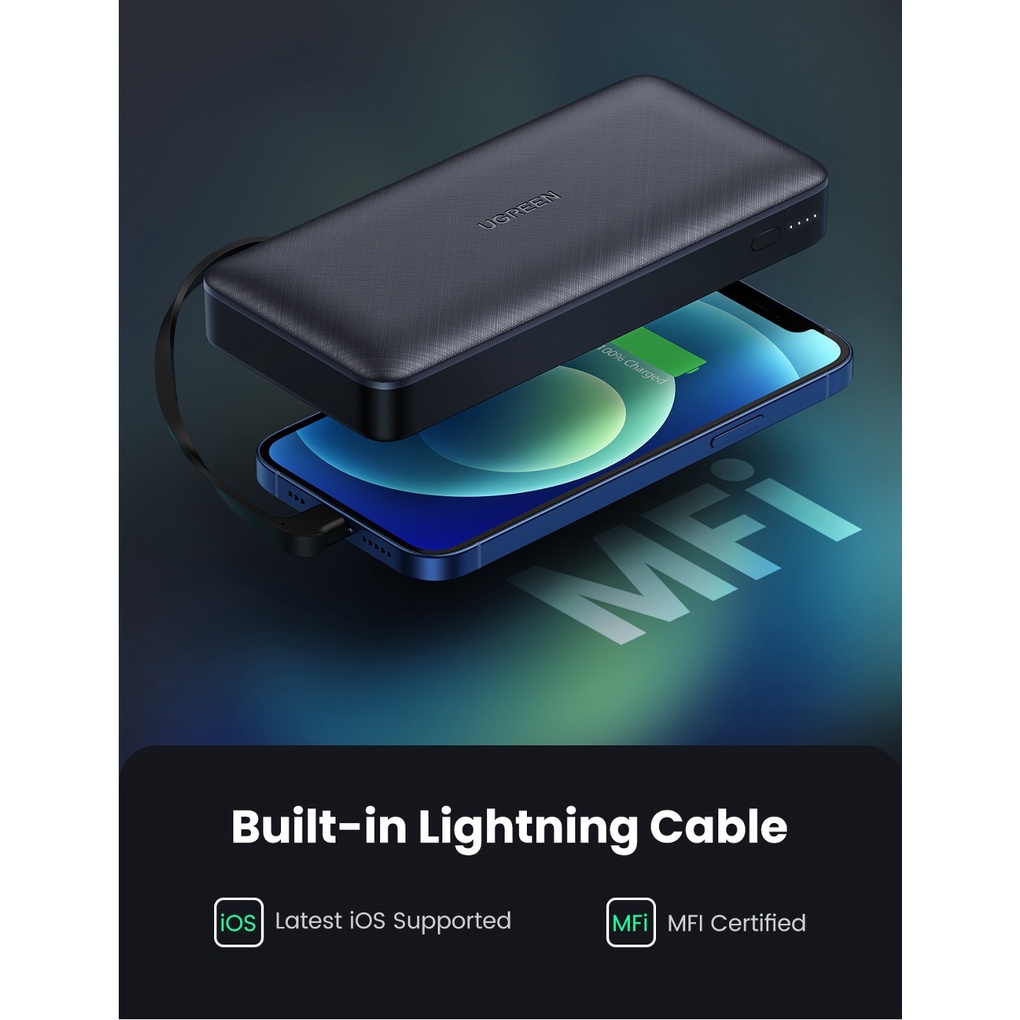 UGREEN
100% Charged
MFi
Built-in Lightning Cable
iOS
Latest iOS Supported
MFi
MFI Certified